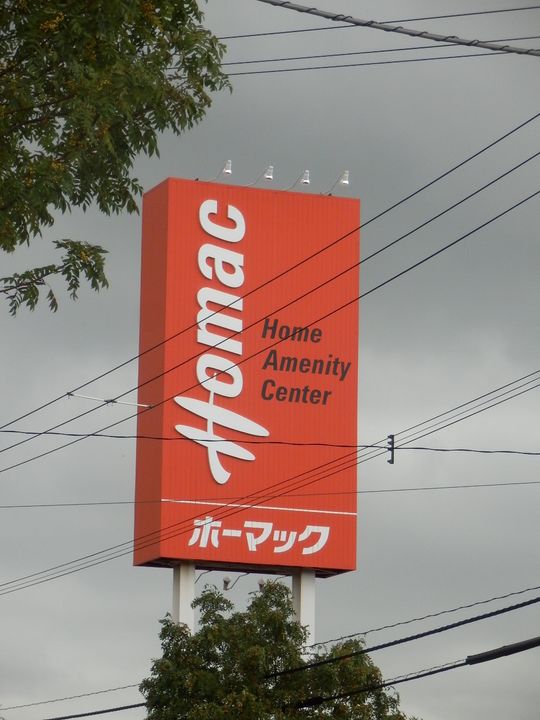 Homac
Home
Amenity
Center
ホーマック